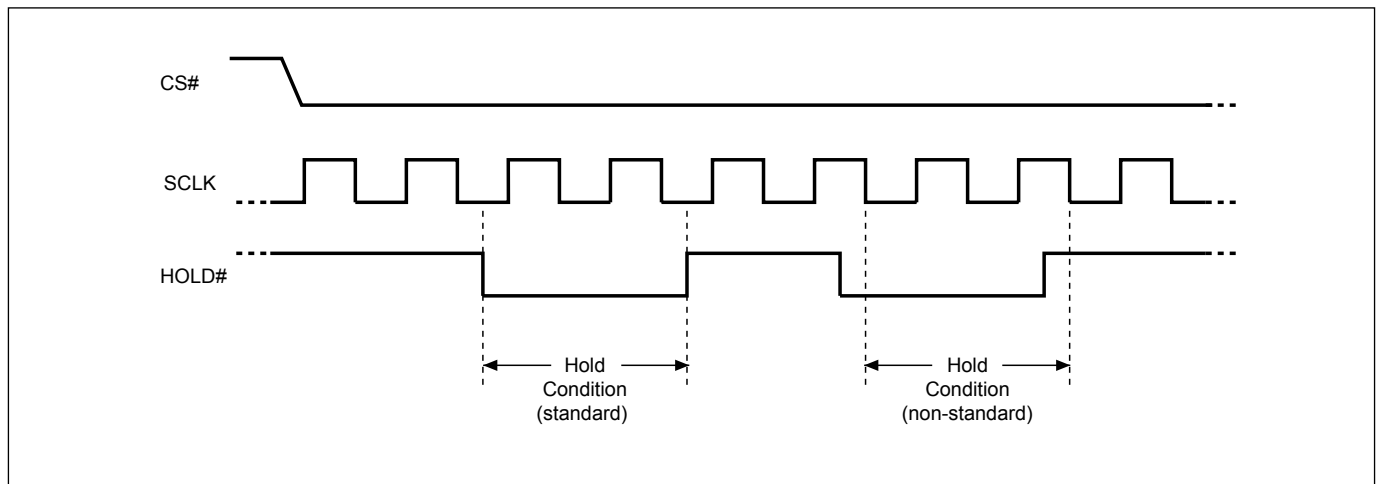 CS#
SCLK
HOLD#
Hold
Condition
(standard)
Hold
Condition
(non-standard)